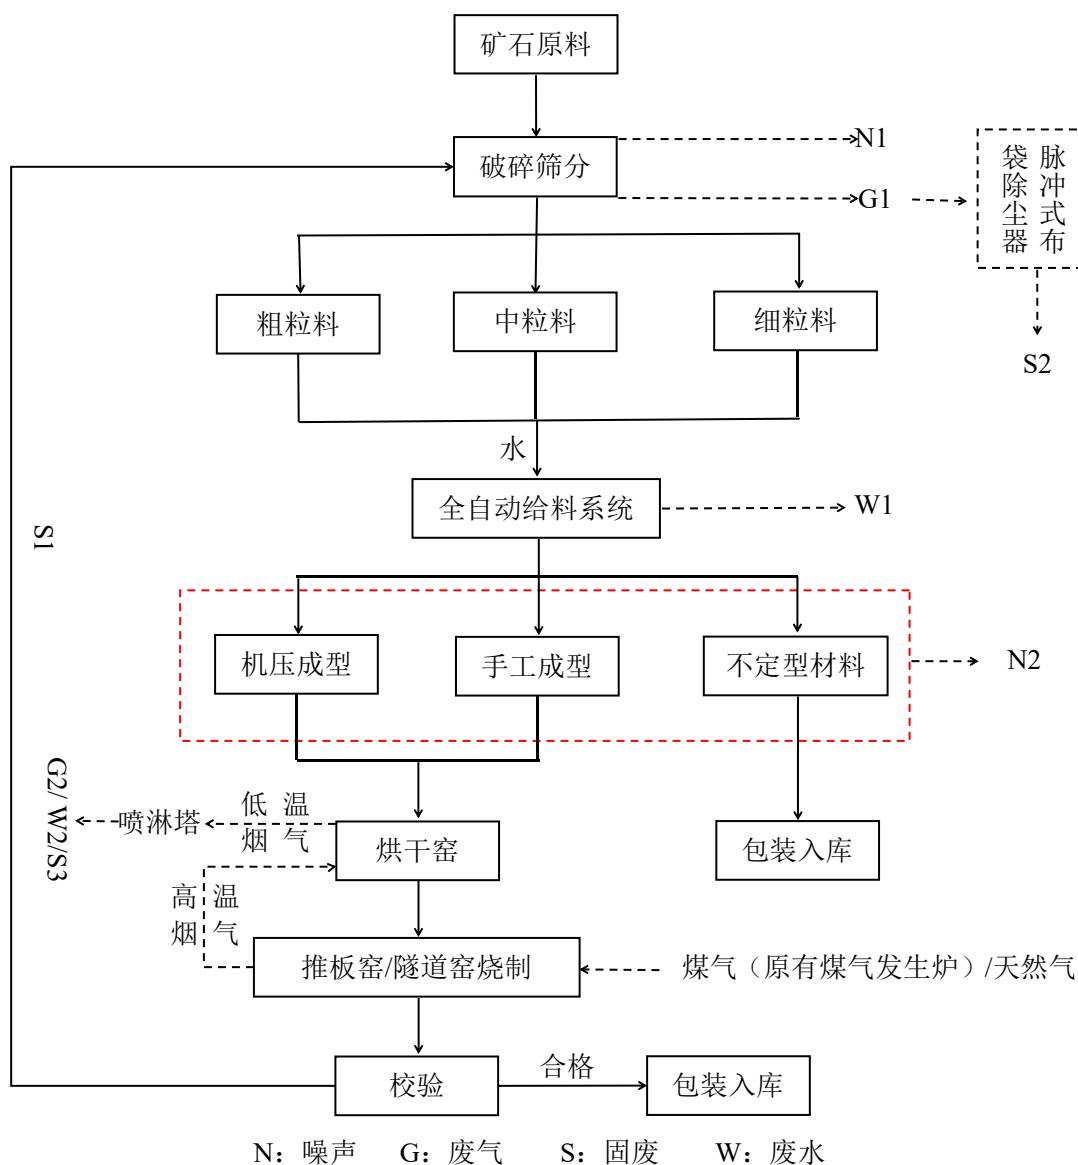 矿石原料
N1
破碎筛分
G1
脉冲式布
袋除尘器
粗粒料
中粒料
细粒料
S2
水
全自动给料系统
W1
S1
机压成型
手工成型
不定型材料
N2
G2/ W2/S3
喷淋塔
低 温
烟 气
烘干窑
包装入库
高 温
烟 气
推板窑/隧道窑烧制
煤气（原有煤气发生炉）/天然气
校验
合格
包装入库
N：噪声 G：废气 S：固废 W：废水